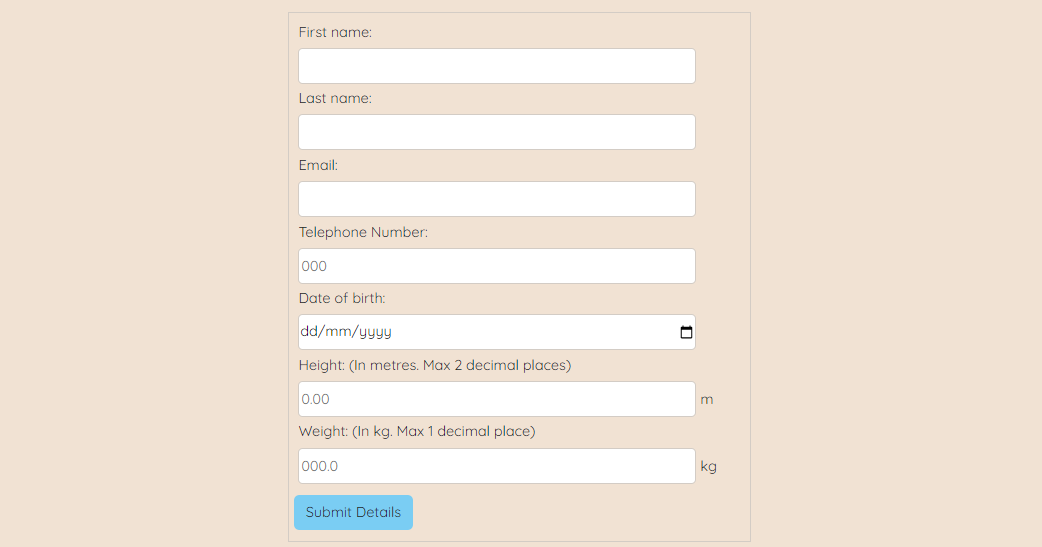 First name:
Last name:
Email:
Telephone Number:
000
Date of birth:
dd/mm/yyyy
Height: (In metres. Max 2 decimal places)
0.00 m
Weight: (In kg. Max 1 decimal place)
000.0 kg
Submit Details